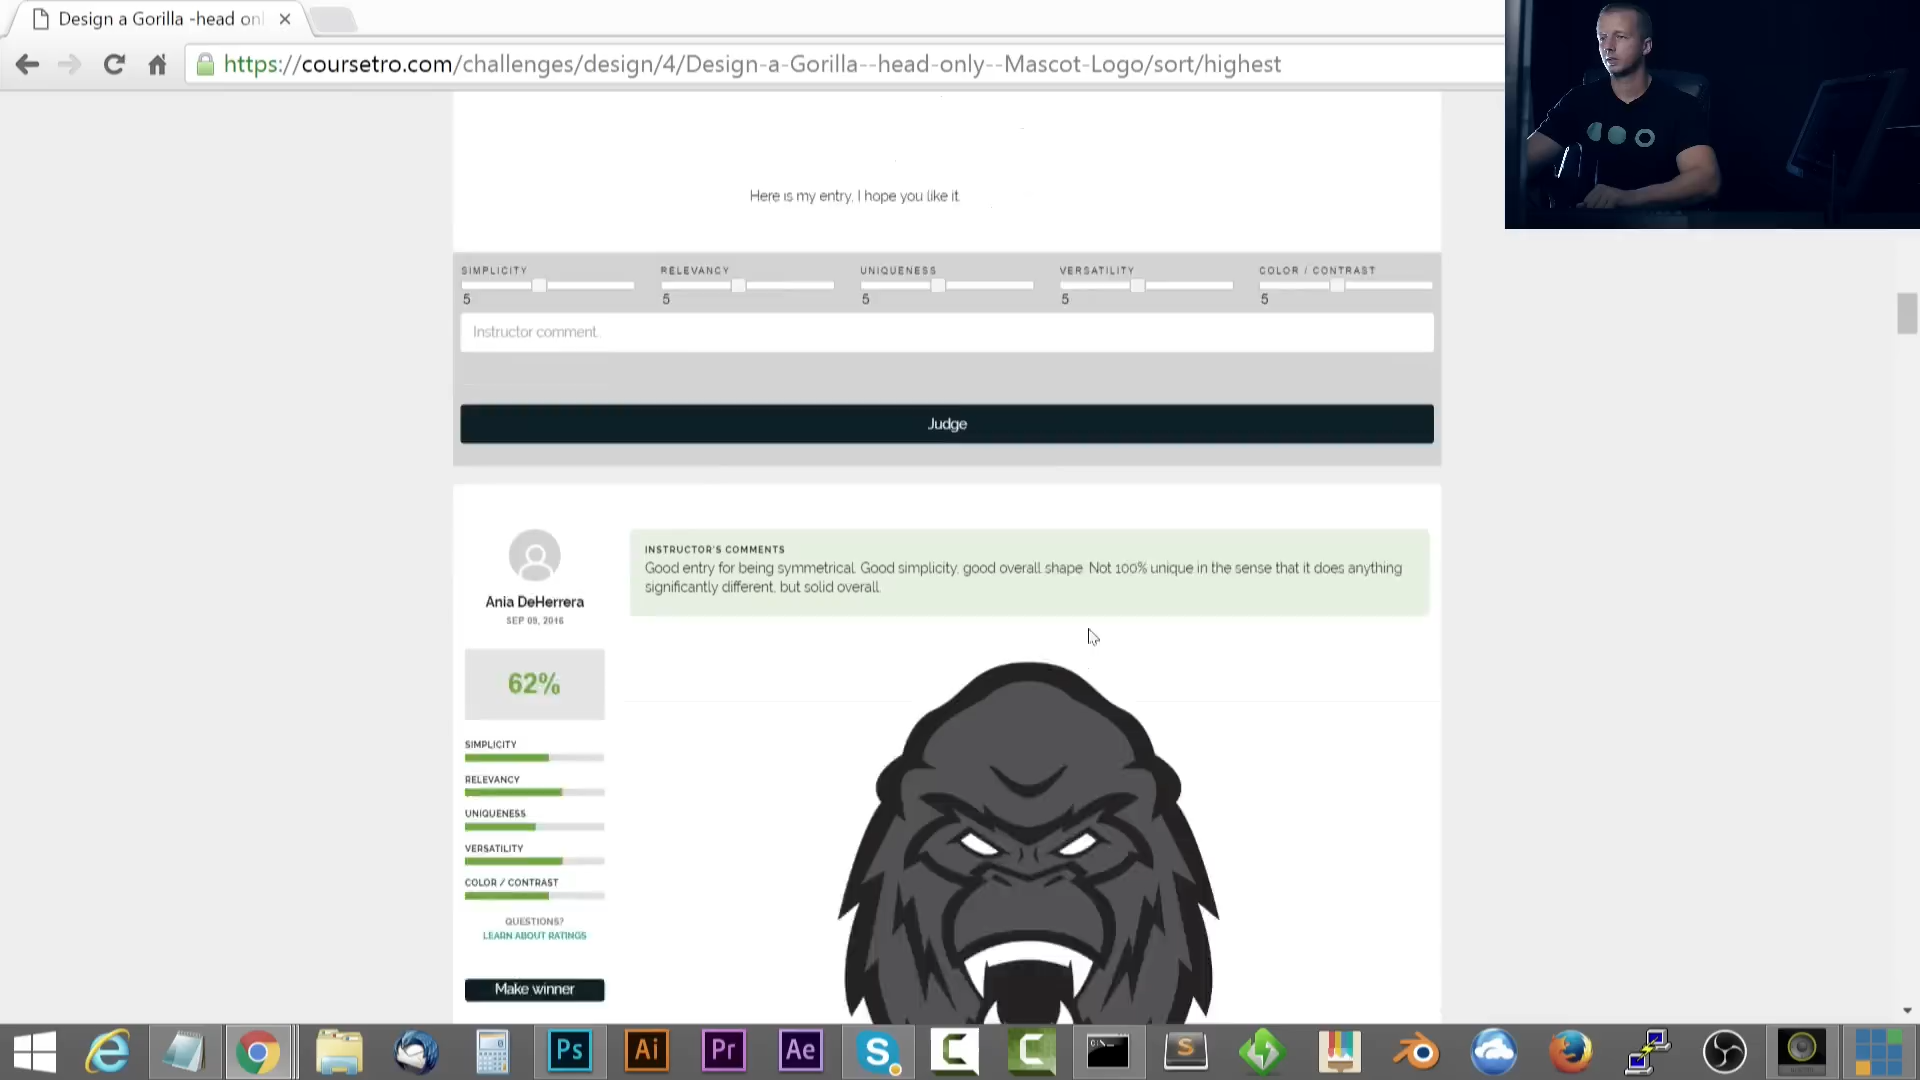 Design a Gorilla -head onl
https://coursetro.com/challenges/design/4/Design-a-Gorilla--head-only--Mascot-Logo/sort/highest
Here is my entry, I hope you like it.
SIMPLICITY RELEVANCY UNIQUENESS VERSATILITY COLOR / CONTRAST
5 5 5 5 5
Instructor comment.
Judge
INSTRUCTOR'S COMMENTS
Good entry for being symmetrical. Good simplicity, good overall shape. Not 100% unique in the sense that it does anything
significantly different, but solid overall.
Ania DeHerrera
SEP 09, 2016
62%
SIMPLICITY
RELEVANCY
UNIQUENESS
VERSATILITY
COLOR / CONTRAST
QUESTIONS?
LEARN ABOUT RATINGS
Make winner
Ps Ai Pr Ae